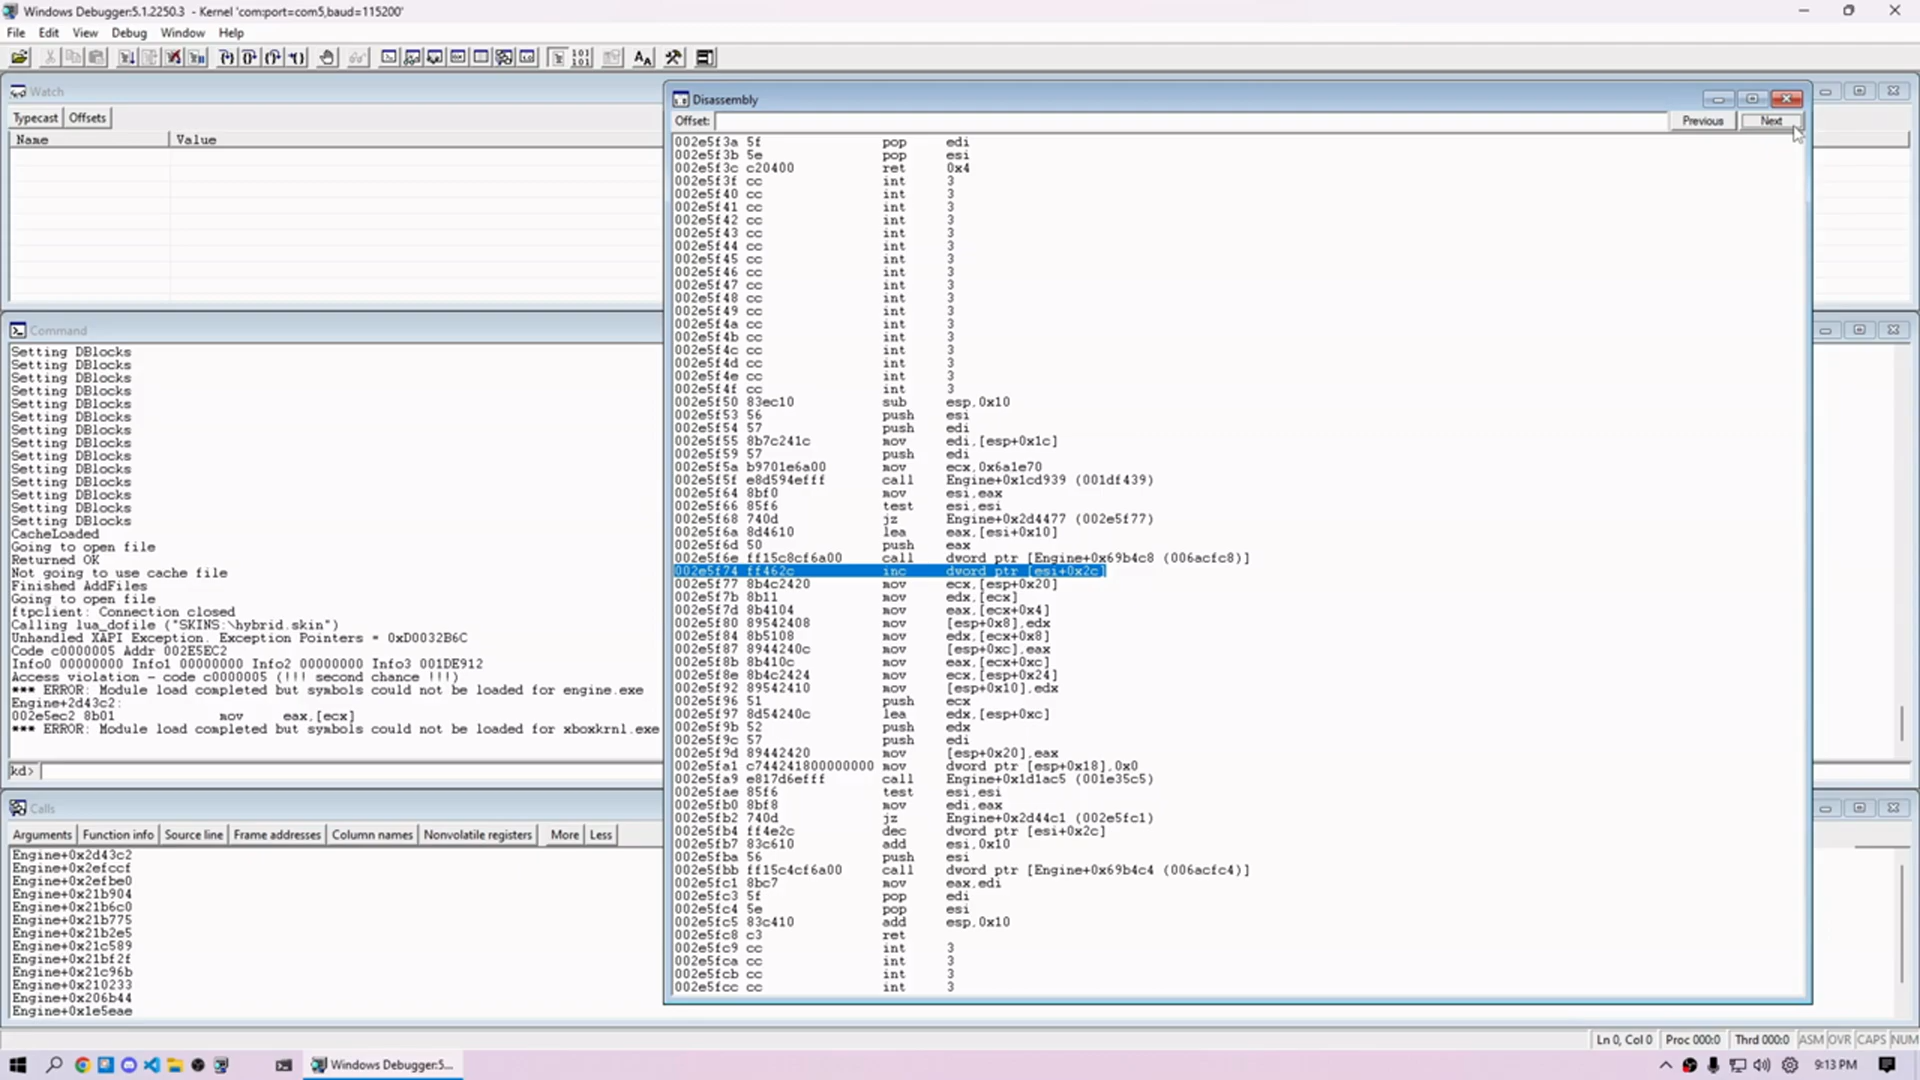 Windows Debugger:5.1.2250.3  - Kernel 'com:port=com5,baud=115200'
File Edit View Debug Window Help
Watch
Typecast Offsets
Name Value
Command
Setting DBlocks
Setting DBlocks
Setting DBlocks
Setting DBlocks
Setting DBlocks
Setting DBlocks
Setting DBlocks
Setting DBlocks
Setting DBlocks
Setting DBlocks
Setting DBlocks
Setting DBlocks
Setting DBlocks
Setting DBlocks
CacheLoaded
Going to open file
Returned OK
Not going to use cache file
Finished AddFiles
Going to open file
ftpclient: Connection closed
Calling lua_dofile ("SKINS:\hybrid.skin")
Unhandled XAPI Exception. Exception Pointers = 0xD0032B6C
Code c0000005 Addr 002E5EC2
Info0 00000000 Info1 00000000 Info2 00000000 Info3 001DE912
Access violation - code c0000005 (!!! second chance !!!)
*** ERROR: Module load completed but symbols could not be loaded for engine.exe
Engine+2d43c2:
002e5ec2 8b01 mov eax,[ecx]
*** ERROR: Module load completed but symbols could not be loaded for xboxkrnl.exe
kd>
Calls
Arguments Function info Source line Frame addresses Column names Nonvolatile registers More Less
Engine+0x2d43c2
Engine+0x2efccf
Engine+0x2efbe0
Engine+0x21b904
Engine+0x21b6c0
Engine+0x21b775
Engine+0x21b2e5
Engine+0x21c589
Engine+0x21bf2f
Engine+0x21c96b
Engine+0x210233
Engine+0x206b44
Engine+0x1e5eae
Disassembly
Offset: Previous Next
002e5f3a 5f pop edi
002e5f3b 5e pop esi
002e5f3c c20400 ret 0x4
002e5f3f cc int 3
002e5f40 cc int 3
002e5f41 cc int 3
002e5f42 cc int 3
002e5f43 cc int 3
002e5f44 cc int 3
002e5f45 cc int 3
002e5f46 cc int 3
002e5f47 cc int 3
002e5f48 cc int 3
002e5f49 cc int 3
002e5f4a cc int 3
002e5f4b cc int 3
002e5f4c cc int 3
002e5f4d cc int 3
002e5f4e cc int 3
002e5f4f cc int 3
002e5f50 83ec10 sub esp,0x10
002e5f53 56 push esi
002e5f54 57 push edi
002e5f55 8b7c241c mov edi,[esp+0x1c]
002e5f59 57 push edi
002e5f5a b9701e6a00 mov ecx,0x6a1e70
002e5f5f e8d594efff call Engine+0x1cd939 (001df439)
002e5f64 8bf0 mov esi,eax
002e5f66 85f6 test esi,esi
002e5f68 740d jz Engine+0x2d4477 (002e5f77)
002e5f6a 8d4610 lea eax,[esi+0x10]
002e5f6d 50 push eax
002e5f6e ff15c8cf6a00 call dword ptr [Engine+0x69b4c8 (006acfc8)]
002e5f74 ff462c inc dword ptr [esi+0x2c]
002e5f77 8b4c2420 mov ecx,[esp+0x20]
002e5f7b 8b11 mov edx,[ecx]
002e5f7d 8b4104 mov eax,[ecx+0x4]
002e5f80 89542408 mov [esp+0x8],edx
002e5f84 8b5108 mov edx,[ecx+0x8]
002e5f87 8944240c mov [esp+0xc],eax
002e5f8b 8b410c mov eax,[ecx+0xc]
002e5f8e 8b4c2424 mov ecx,[esp+0x24]
002e5f92 89542410 mov [esp+0x10],edx
002e5f96 51 push ecx
002e5f97 8d54240c lea edx,[esp+0xc]
002e5f9b 52 push edx
002e5f9c 57 push edi
002e5f9d 89442420 mov [esp+0x20],eax
002e5fa1 c744241800000000 mov dword ptr [esp+0x18],0x0
002e5fa9 e817d6efff call Engine+0x1d1ac5 (001e35c5)
002e5fae 85f6 test esi,esi
002e5fb0 8bf8 mov edi,eax
002e5fb2 740d jz Engine+0x2d44c1 (002e5fc1)
002e5fb4 ff4e2c dec dword ptr [esi+0x2c]
002e5fb7 83c610 add esi,0x10
002e5fba 56 push esi
002e5fbb ff15c4cf6a00 call dword ptr [Engine+0x69b4c4 (006acfc4)]
002e5fc1 8bc7 mov eax,edi
002e5fc3 5f pop edi
002e5fc4 5e pop esi
002e5fc5 83c410 add esp,0x10
002e5fc8 c3 ret
002e5fc9 cc int 3
002e5fca cc int 3
002e5fcb cc int 3
002e5fcc cc int 3
Ln 0, Col 0 Proc 000:0 Thrd 000:0 ASM OVR CAPS NUM
Windows Debugger:5... 9:13 PM